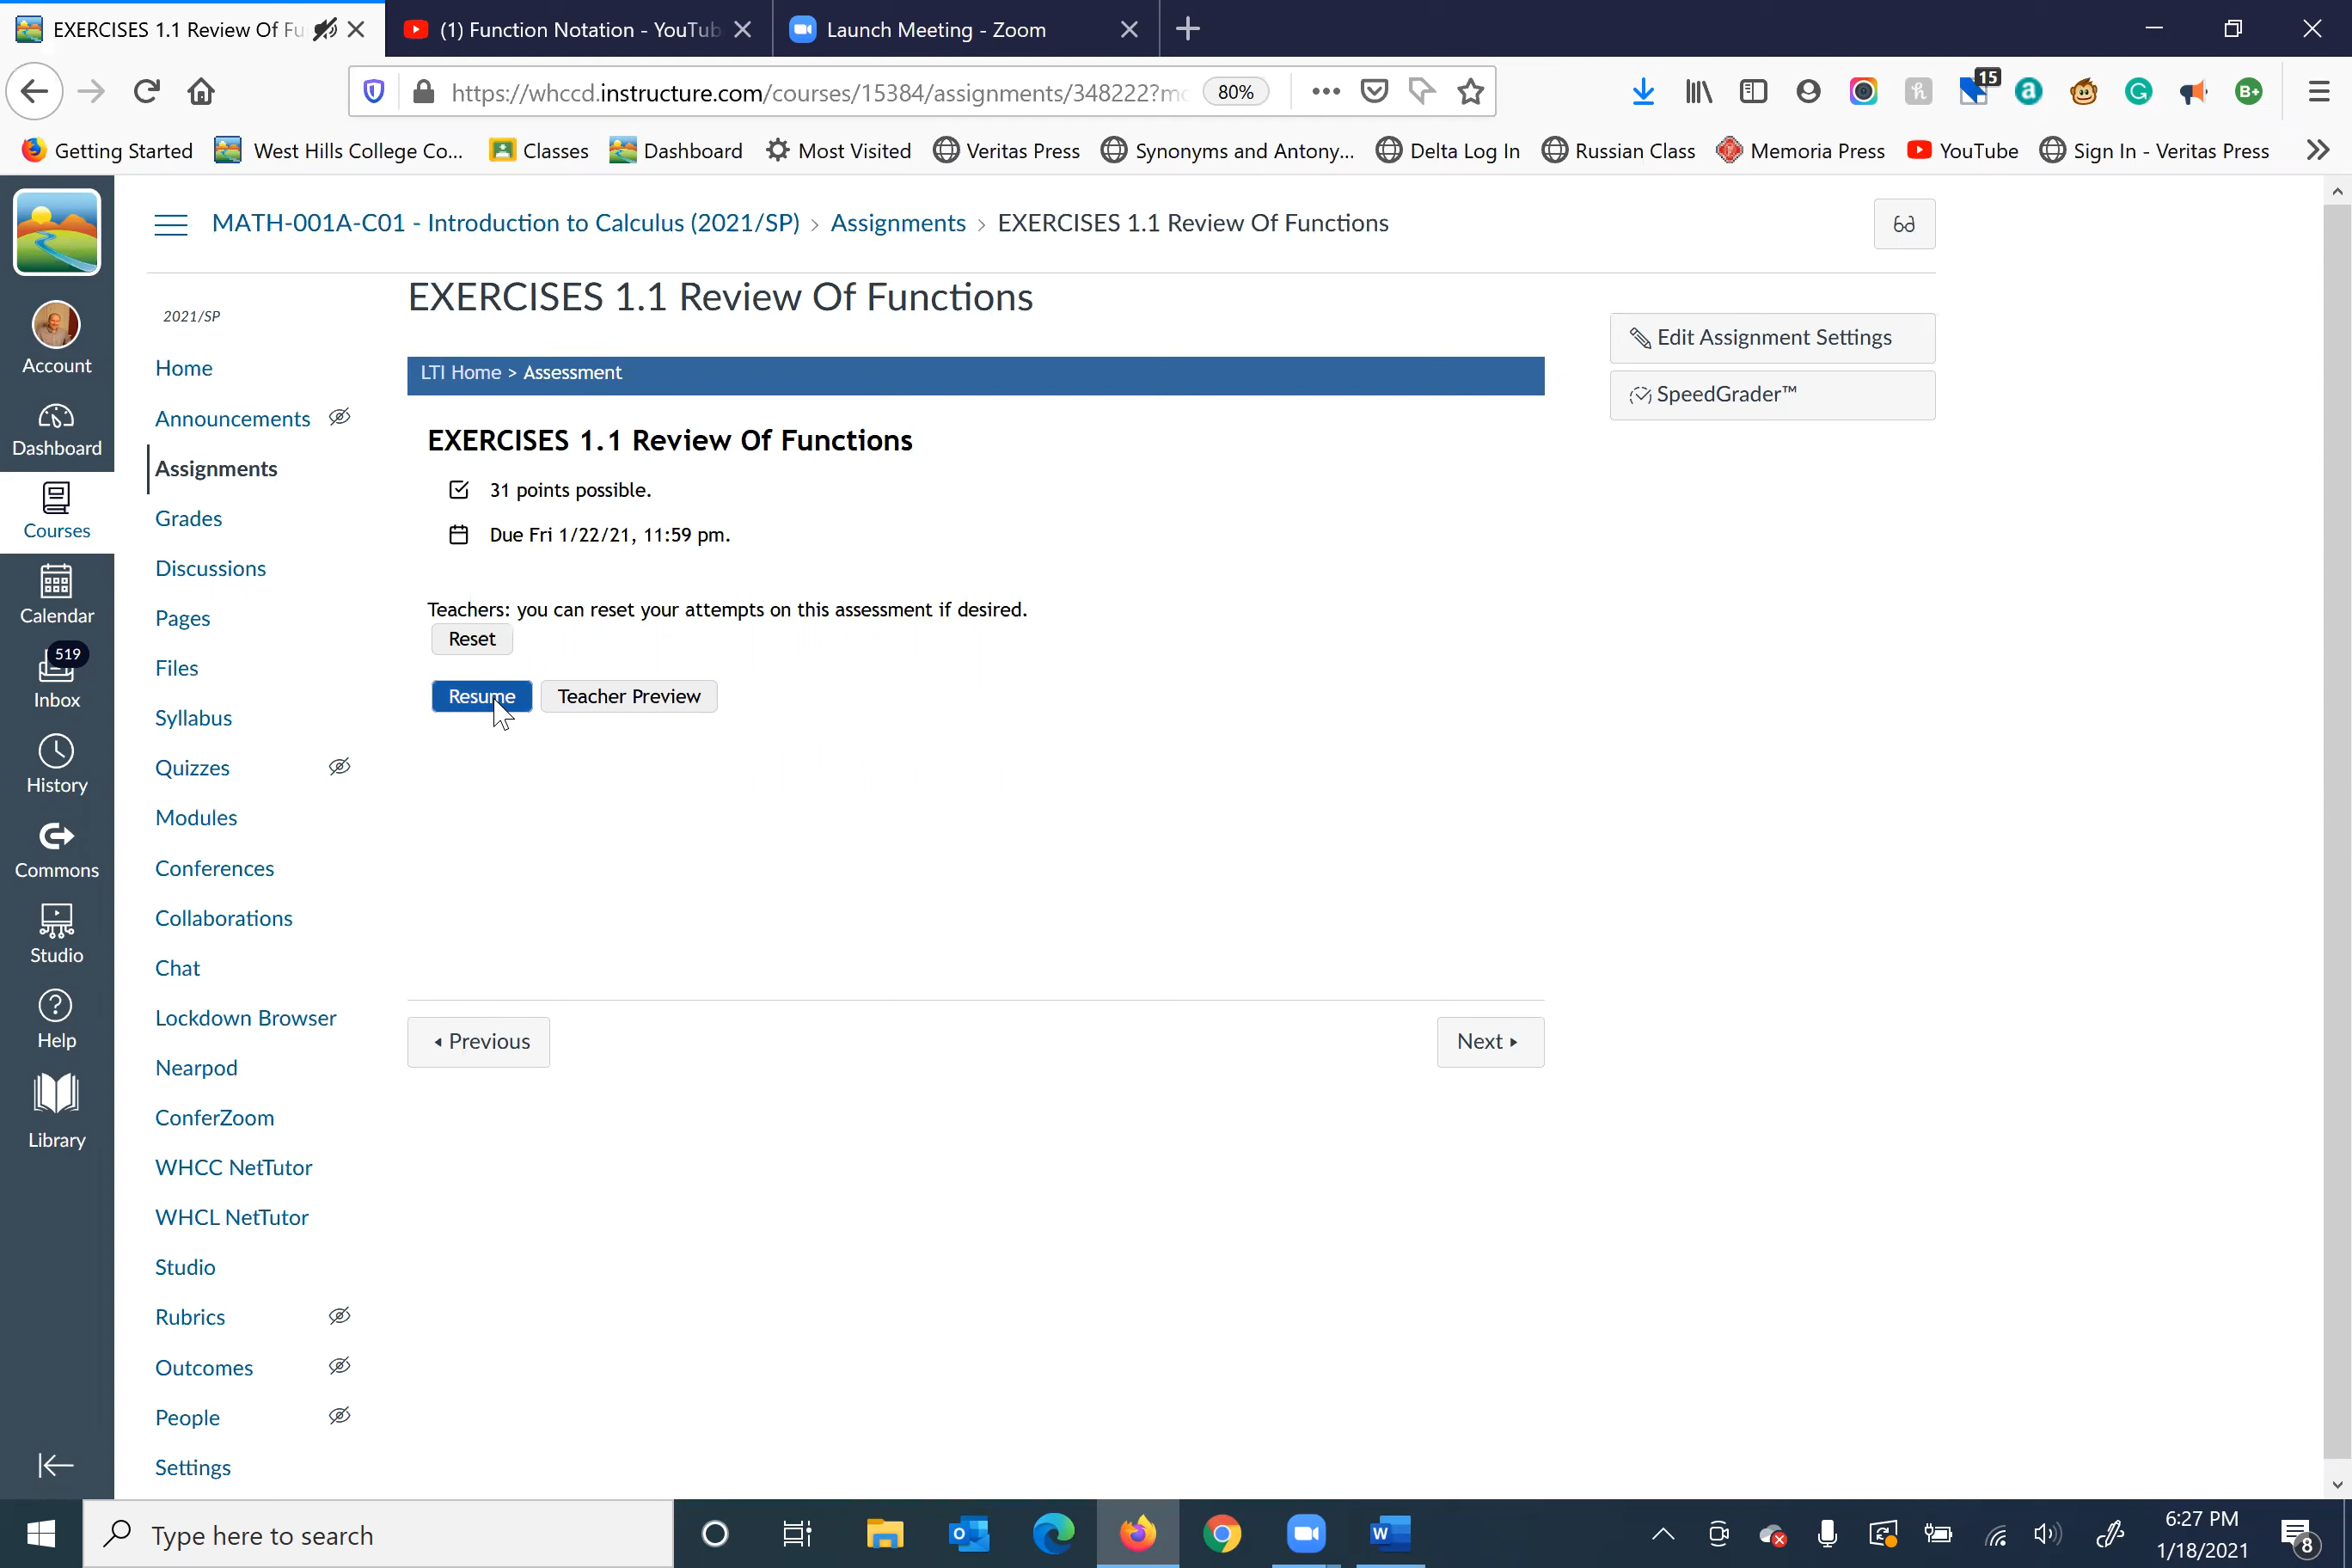 EXERCISES 1.1 Review Of Fu
(1) Function Notation - YouTub
Launch Meeting - Zoom
https://whccd.instructure.com/courses/15384/assignments/348222?mo
80%
15
B+
Getting Started
West Hills College Co...
Classes
Dashboard
Most Visited
Veritas Press
Synonyms and Antony...
Delta Log In
Russian Class
Memoria Press
YouTube
Sign In - Veritas Press
MATH-001A-C01 - Introduction to Calculus (2021/SP) › Assignments › EXERCISES 1.1 Review Of Functions
Account
Dashboard
Courses
Calendar
519
Inbox
History
Commons
Studio
Help
Library
2021/SP
Home
Announcements
Assignments
Grades
Discussions
Pages
Files
Syllabus
Quizzes
Modules
Conferences
Collaborations
Chat
Lockdown Browser
Nearpod
ConferZoom
WHCC NetTutor
WHCL NetTutor
Studio
Rubrics
Outcomes
People
Settings
EXERCISES 1.1 Review Of Functions
LTI Home > Assessment
EXERCISES 1.1 Review Of Functions
31 points possible.
Due Fri 1/22/21, 11:59 pm.
Teachers: you can reset your attempts on this assessment if desired.
Reset
Resume
Teacher Preview
Previous
Next
Edit Assignment Settings
SpeedGrader™
Type here to search
6:27 PM
1/18/2021
8